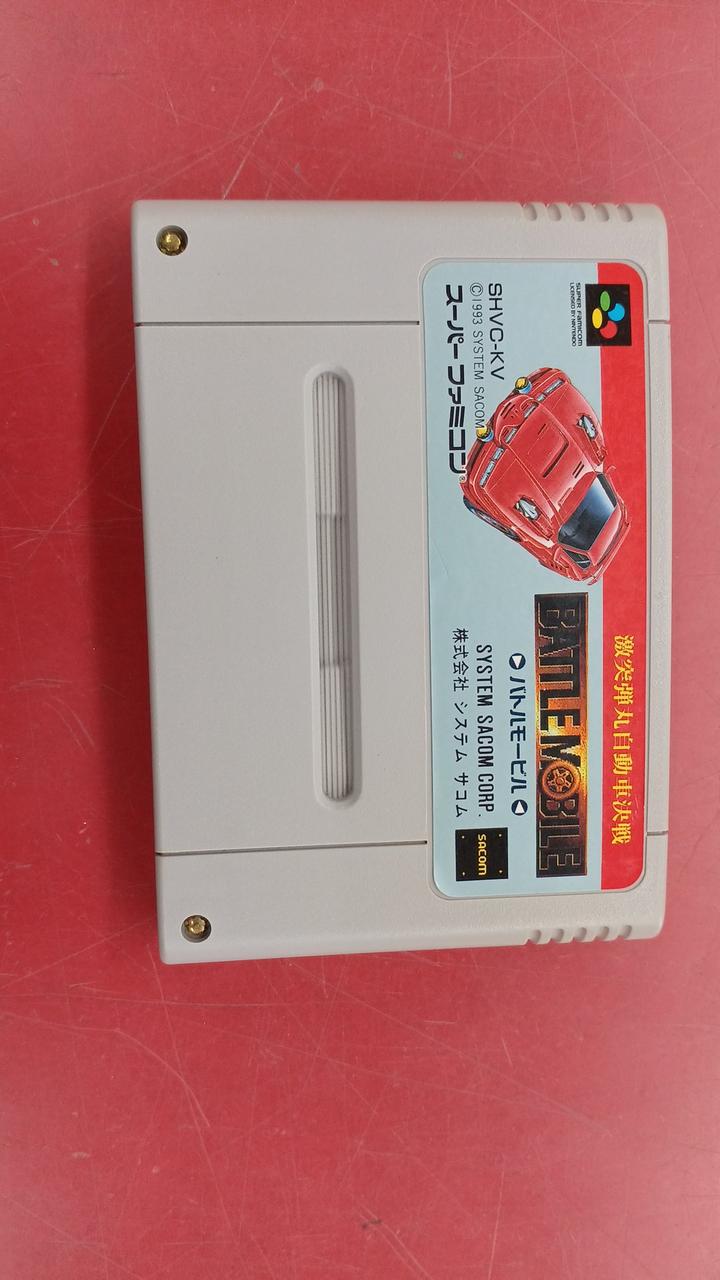 SUPER Famicom
LICENSED BY NINTENDO
激突弾丸自動車決戦
BATTLE MOBILE
バトルモービル
SHVC-KV
©1993 SYSTEM SACOM
スーパー ファミコン®
SYSTEM SACOM CORP.
株式会社 システム サコム
SACOM